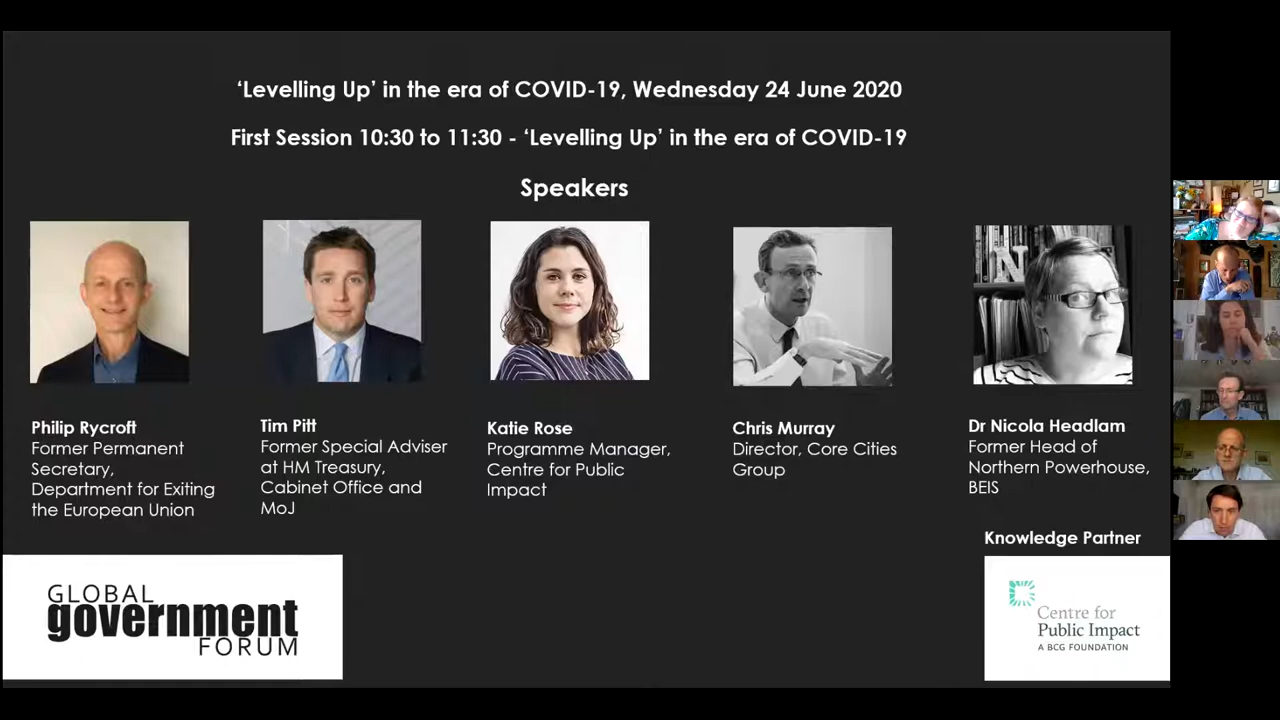 ‘Levelling Up’ in the era of COVID-19, Wednesday 24 June 2020
First Session 10:30 to 11:30 - ‘Levelling Up’ in the era of COVID-19
Speakers
N
Philip Rycroft
Former Permanent
Secretary,
Department for Exiting
the European Union
Tim Pitt
Former Special Adviser
at HM Treasury,
Cabinet Office and
MoJ
Katie Rose
Programme Manager,
Centre for Public
Impact
Chris Murray
Director, Core Cities
Group
Dr Nicola Headlam
Former Head of
Northern Powerhouse,
BEIS
Knowledge Partner
GLOBAL
government
FORUM
Centre for
Public Impact
A BCG FOUNDATION